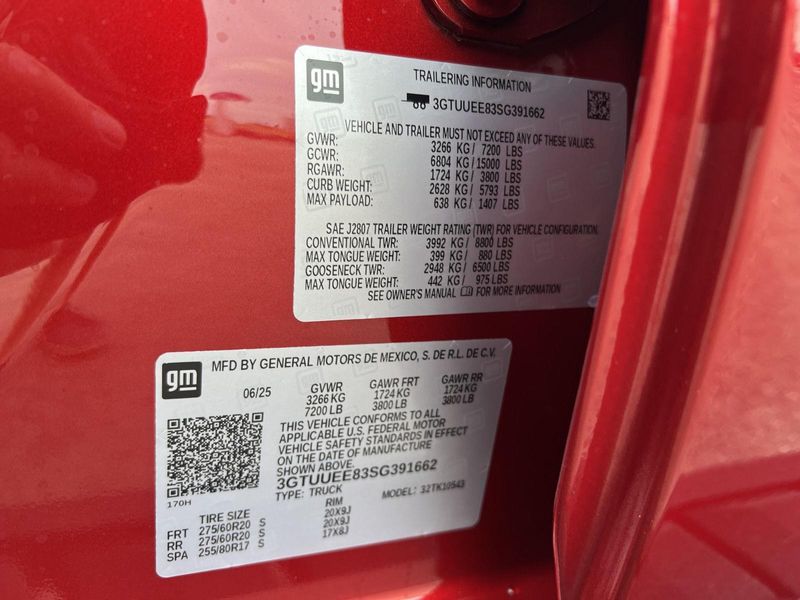 gm
TRAILERING INFORMATION
3GTUUEE83SG391662
VEHICLE AND TRAILER MUST NOT EXCEED ANY OF THESE VALUES.
GVWR: 3266 KG/ 7200 LBS
GCWR: 6804 KG/ 15000 LBS
RGAWR: 1724 KG/ 3800 LBS
CURB WEIGHT: 2628 KG/ 5793 LBS
MAX PAYLOAD: 638 KG/ 1407 LBS
SAE J2807 TRAILER WEIGHT RATING (TWR) FOR VEHICLE CONFIGURATION.
CONVENTIONAL TWR: 3992 KG/ 8800 LBS
MAX TONGUE WEIGHT: 399 KG/ 880 LBS
GOOSENECK TWR: 2948 KG/ 6500 LBS
MAX TONGUE WEIGHT: 442 KG/ 975 LBS
SEE OWNER'S MANUAL FOR MORE INFORMATION
gm
MFD BY GENERAL MOTORS DE MEXICO, S. DE R.L. DE C.V.
06/25 GVWR GAWR FRT GAWR RR
3266 KG 1724 KG 1724 KG
7200 LB 3800 LB 3800 LB
THIS VEHICLE CONFORMS TO ALL
APPLICABLE U.S. FEDERAL MOTOR
VEHICLE SAFETY STANDARDS IN EFFECT
ON THE DATE OF MANUFACTURE
SHOWN ABOVE.
3GTUUEE83SG391662
170H
TYPE: TRUCK MODEL: 32TK10543
TIRE SIZE RIM
FRT 275/60R20 S 20X9J
RR 275/60R20 S 20X9J
SPA 255/80R17 S 17X8J